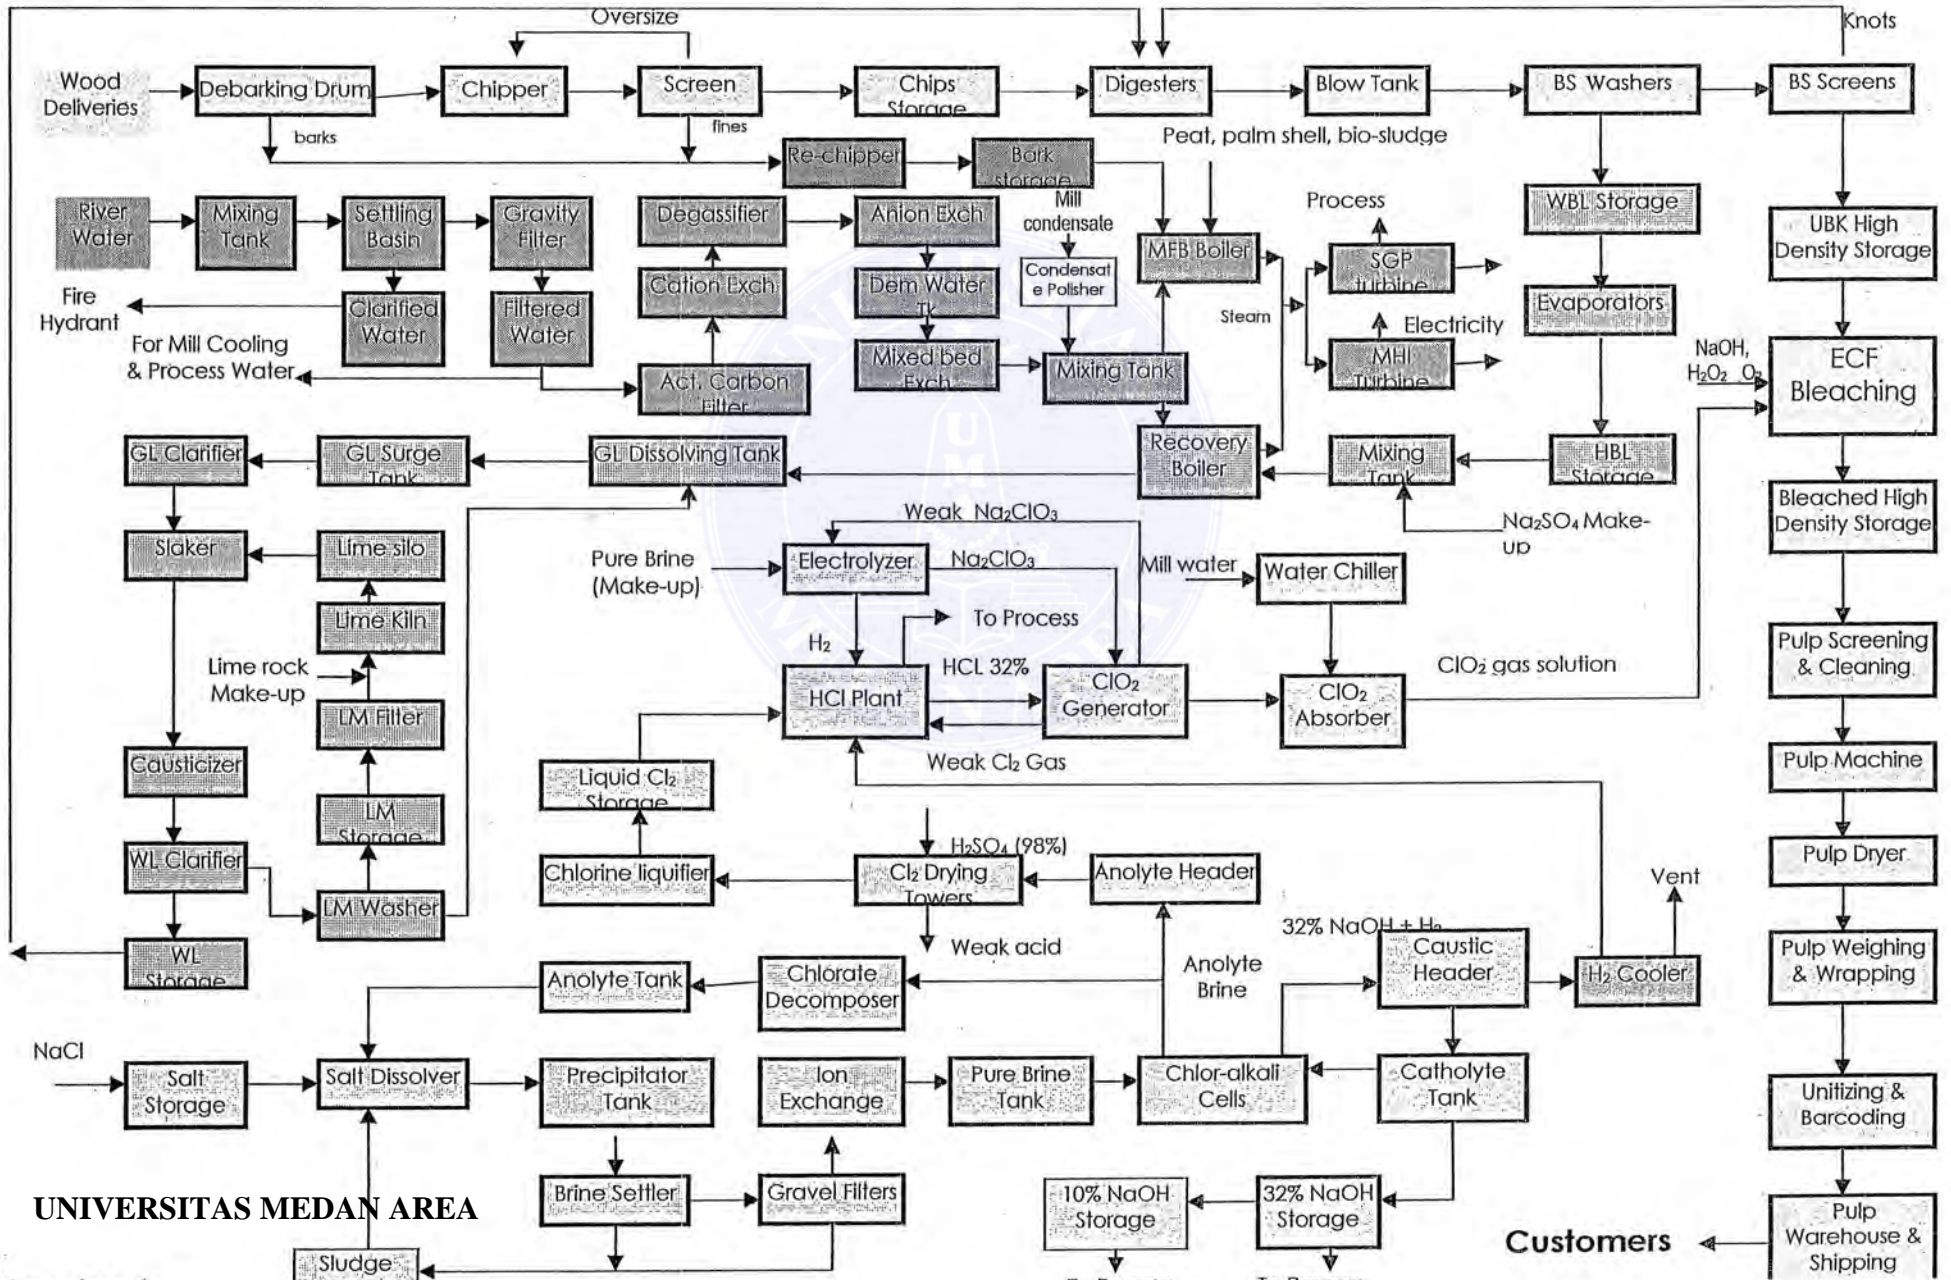 Oversize
Knots
Wood
Deliveries
Debarking Drum
Chipper
Screen
Chips
Storage
Digesters
Blow Tank
BS Washers
BS Screens
barks
fines
Peat, palm shell, bio-sludge
Re-chipper
Bark
storage
River
Water
Mixing
Tank
Settling
Basin
Gravity
Filter
Degassifier
Anion Exch
Mill
condensate
MFB Boiler
Process
SGP
turbine
WBL Storage
UBK High
Density Storage
Fire
Hydrant
Clarified
Water
Filtered
Water
Cation Exch
Dem Water
Tk
Condensat
e Polisher
Steam
Electricity
Evaporators
For Mill Cooling
& Process Water
Act. Carbon
Filter
Mixed bed
Exch
Mixing Tank
MHI
Turbine
NaOH,
H₂O₂ O₂
ECF
Bleaching
GL Clarifier
GL Surge
Tank
GL Dissolving Tank
Recovery
Boiler
Mixing
Tank
HBL
Storage
Bleached High
Density Storage
Weak Na₂ClO₃
Na₂SO₄ Make-
up
Slaker
Lime silo
Pure Brine
(Make-up)
Electrolyzer
Na₂ClO₃
Mill water
Water Chiller
Lime Kiln
To Process
H₂
Pulp Screening
& Cleaning
Lime rock
Make-up
HCL 32%
HCl Plant
ClO₂
Generator
ClO₂
Absorber
ClO₂ gas solution
LM Filter
Causticizer
Weak Cl₂ Gas
Pulp Machine
Liquid Cl₂
Storage
LM
Storage
WL Clarifier
H₂SO₄ (98%)
Chlorine liquifier
Cl₂ Drying
Towers
Anolyte Header
Pulp Dryer
Vent
LM Washer
32% NaOH + H₂
Weak acid
Caustic
Header
H₂ Cooler
Pulp Weighing
& Wrapping
WL
Storage
Anolyte Tank
Chlorate
Decomposer
Anolyte
Brine
NaCl
Salt
Storage
Salt Dissolver
Precipitator
Tank
Ion
Exchange
Pure Brine
Tank
Chlor-alkali
Cells
Catholyte
Tank
Unitizing &
Barcoding
Brine Settler
Gravel Filters
10% NaOH
Storage
32% NaOH
Storage
UNIVERSITAS MEDAN AREA
Sludge
Customers
Pulp
Warehouse &
Shipping